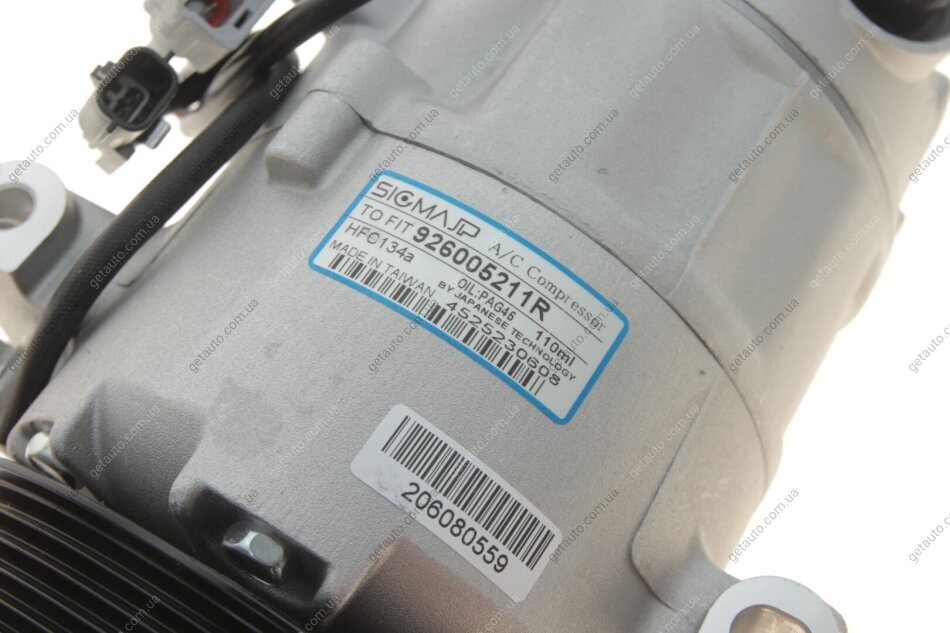 SIGMAJP A/C Compressor
TO FIT 926005211R
HFC134a OIL:PAG46 110ml
MADE IN TAIWAN BY JAPANESE TECHNOLOGY
4525230608
206080559
getauto.com.ua